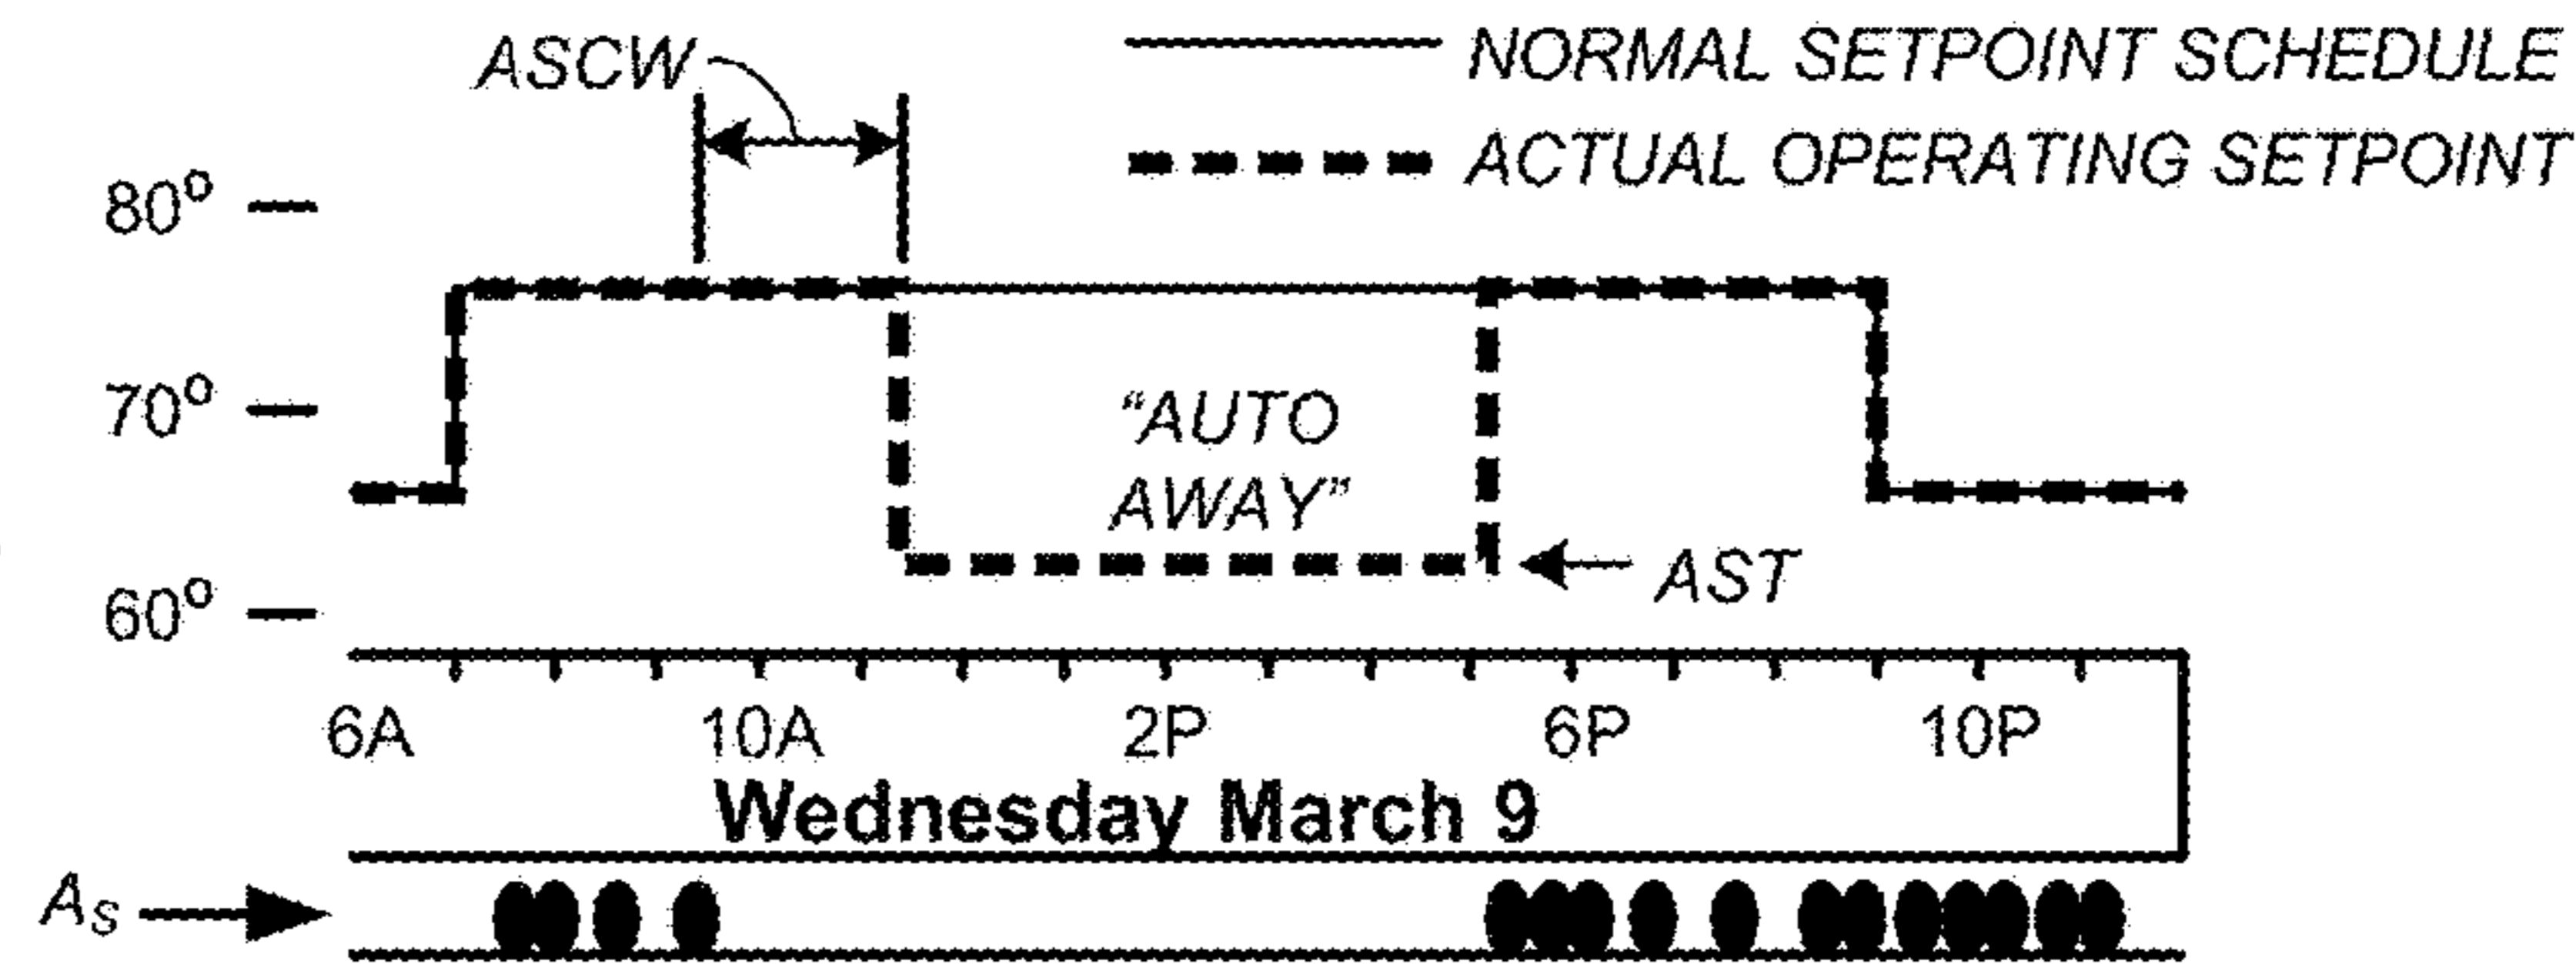 ASCW
NORMAL SETPOINT SCHEDULE
ACTUAL OPERATING SETPOINT
80°
70°
60°
"AUTO
AWAY"
AST
6A 10A 2P 6P 10P
Wednesday March 9
As